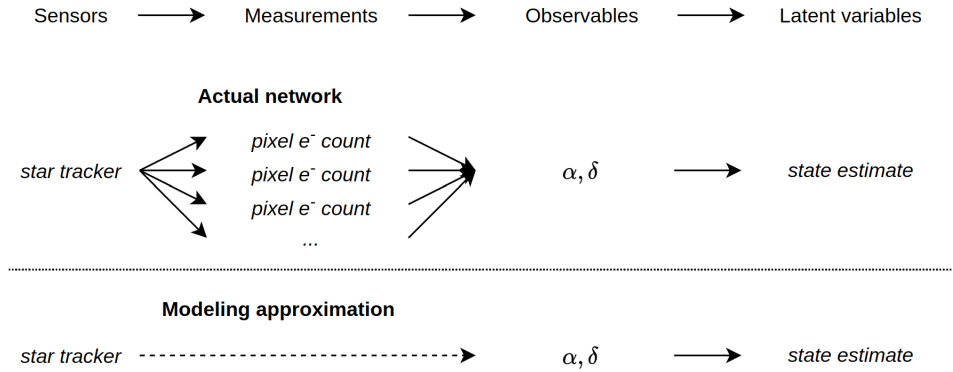 Sensors Measurements Observables Latent variables
Actual network
pixel e⁻ count
star tracker pixel e⁻ count α, δ state estimate
pixel e⁻ count
...
Modeling approximation
star tracker α, δ state estimate